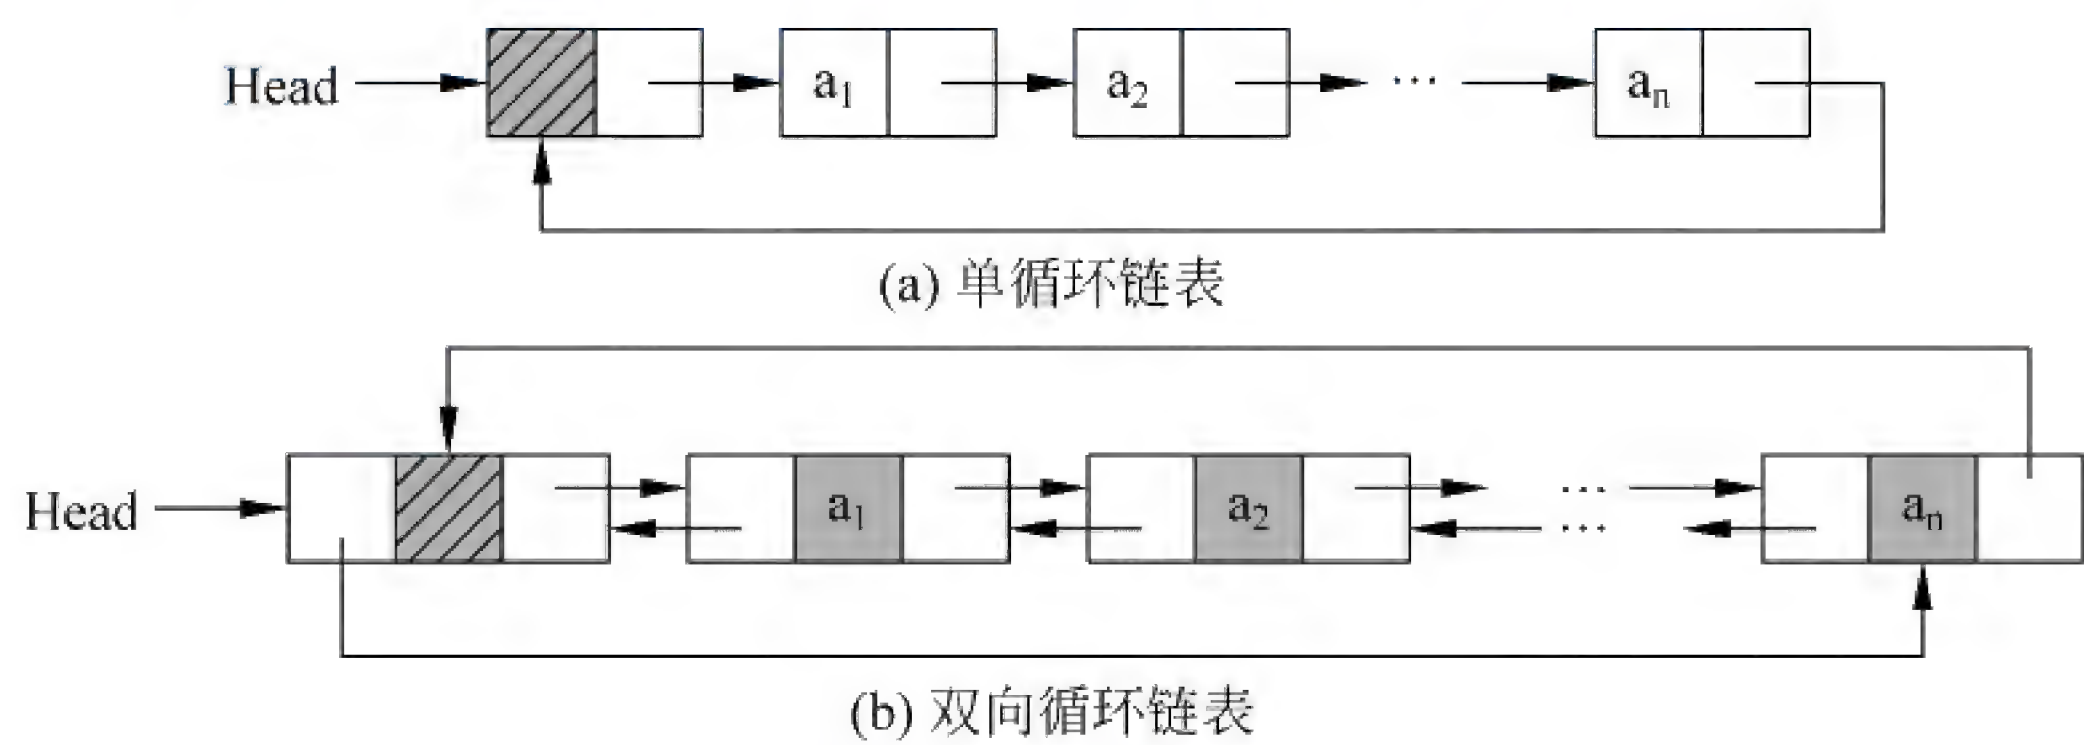 Head a₁ a₂ ··· aₙ
(a) 单循环链表
Head a₁ a₂ ··· ··· aₙ
(b) 双向循环链表